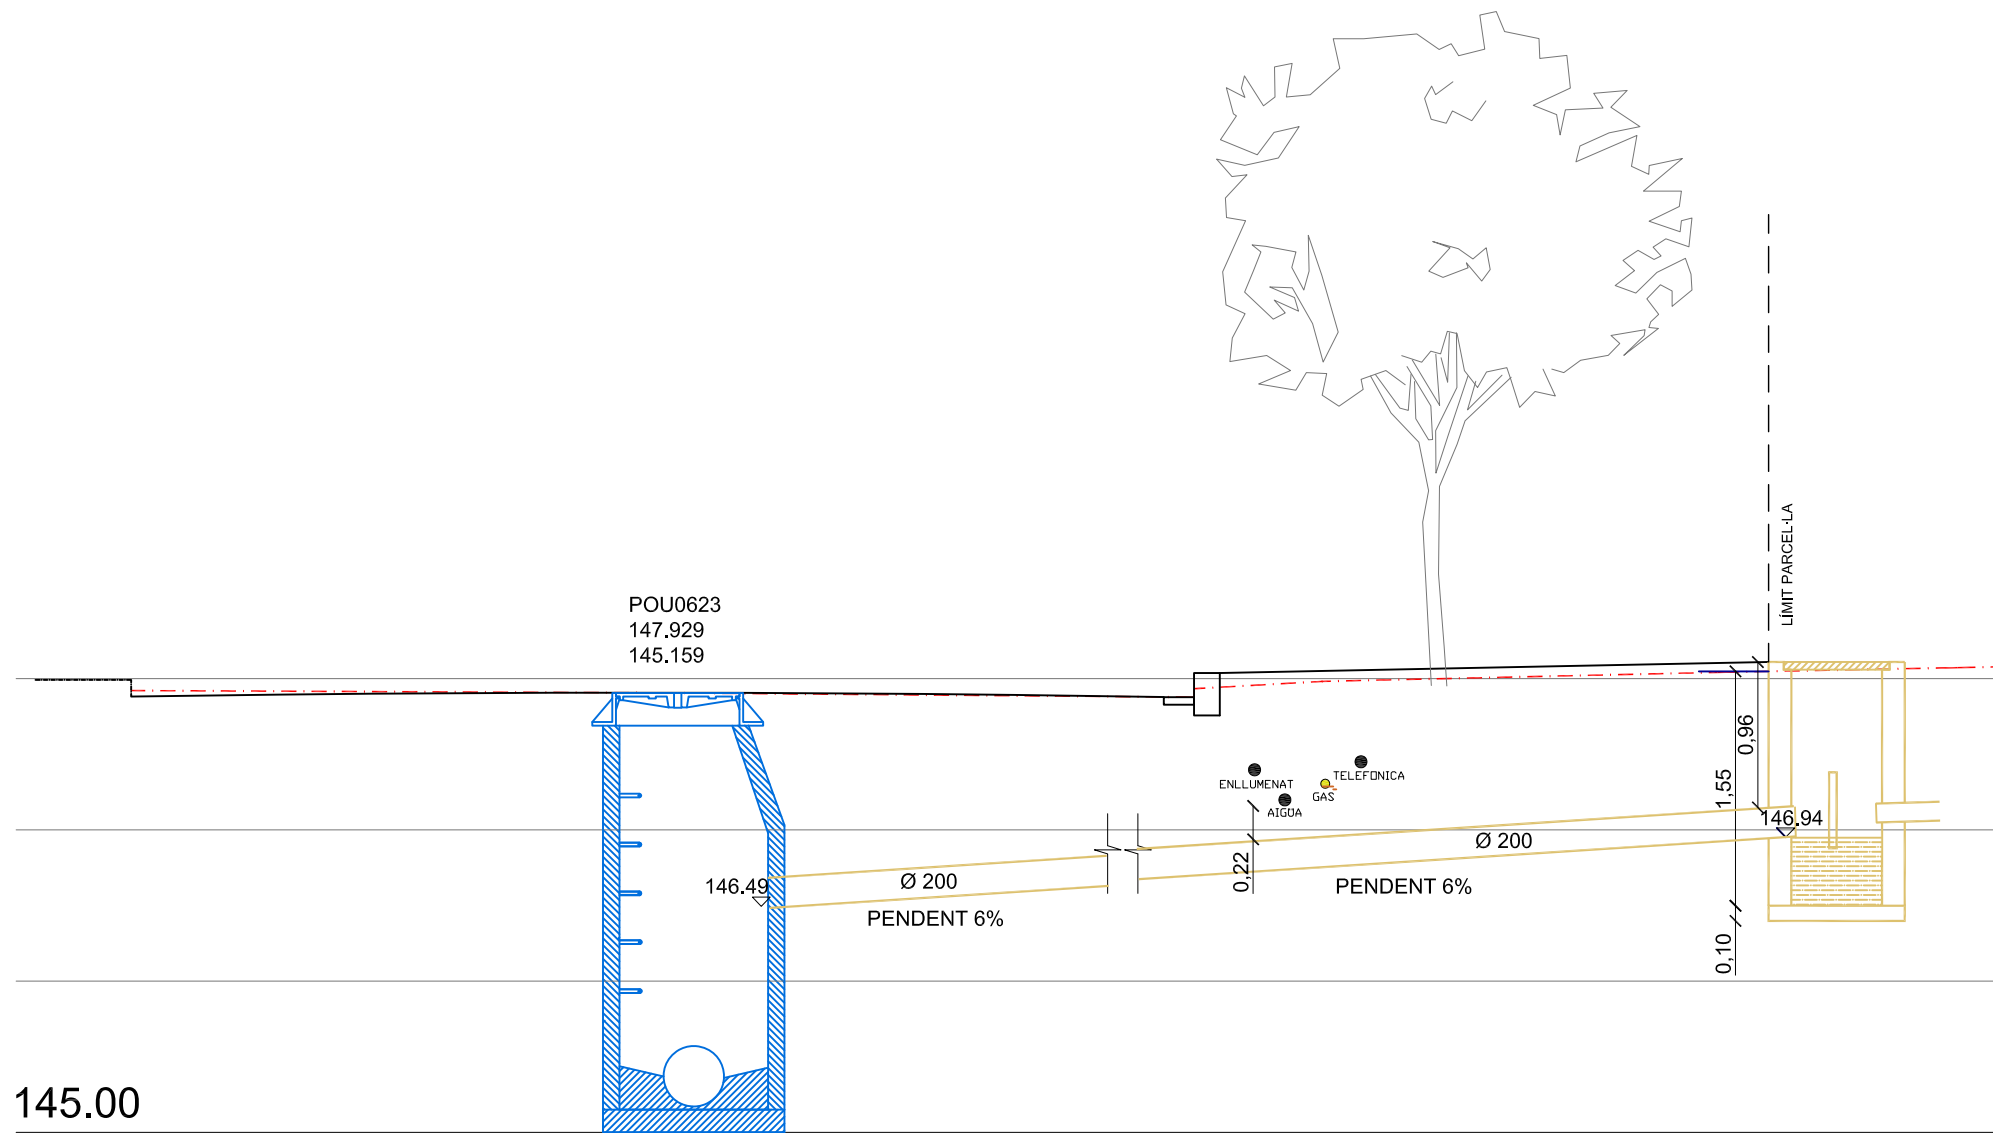 LÍMIT PARCEL·LA
POU0623
147.929
145.159
0,96
TELEFONICA
ENLLUMENAT
GAS
AIGUA
1,55
146.94
Ø 200
0,22
146.49
Ø 200
PENDENT 6%
PENDENT 6%
0,10
145.00